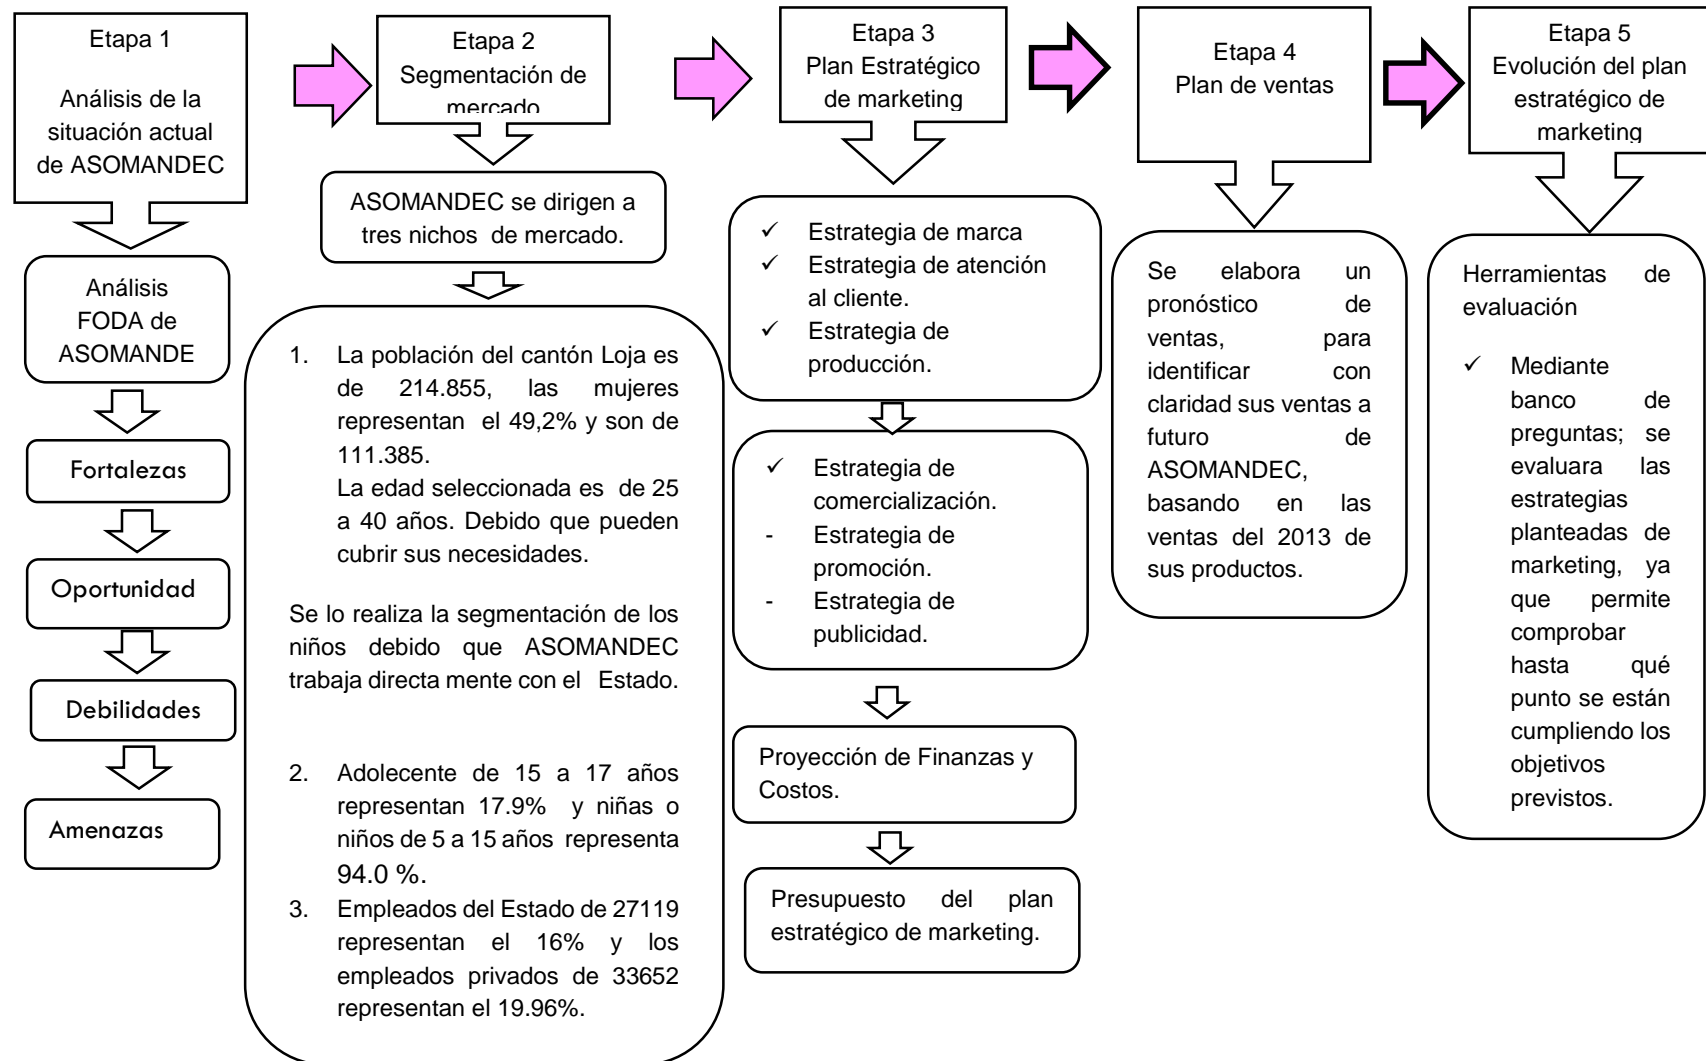 Etapa 1
Análisis de la
situación actual
de ASOMANDEC
Análisis
FODA de
ASOMANDE
Fortalezas
Oportunidad
Debilidades
Amenazas
Etapa 2
Segmentación de
mercado
ASOMANDEC se dirigen a
tres nichos de mercado.
1. La población del cantón Loja es
de 214.855, las mujeres
representan el 49,2% y son de
111.385.
La edad seleccionada es de 25
a 40 años. Debido que pueden
cubrir sus necesidades.
Se lo realiza la segmentación de los
niños debido que ASOMANDEC
trabaja directa mente con el Estado.
2. Adolecente de 15 a 17 años
representan 17.9% y niñas o
niños de 5 a 15 años representa
94.0 %.
3. Empleados del Estado de 27119
representan el 16% y los
empleados privados de 33652
representan el 19.96%.
Etapa 3
Plan Estratégico
de marketing
✓ Estrategia de marca
✓ Estrategia de atención
al cliente.
✓ Estrategia de
producción.
✓ Estrategia de
comercialización.
- Estrategia de
promoción.
- Estrategia de
publicidad.
Proyección de Finanzas y
Costos.
Presupuesto del plan
estratégico de marketing.
Etapa 4
Plan de ventas
Se elabora un
pronóstico de
ventas, para
identificar con
claridad sus ventas a
futuro de
ASOMANDEC,
basando en las
ventas del 2013 de
sus productos.
Etapa 5
Evolución del plan
estratégico de
marketing
Herramientas de
evaluación
✓ Mediante
banco de
preguntas; se
evaluara las
estrategias
planteadas de
marketing, ya
que permite
comprobar
hasta qué
punto se están
cumpliendo los
objetivos
previstos.